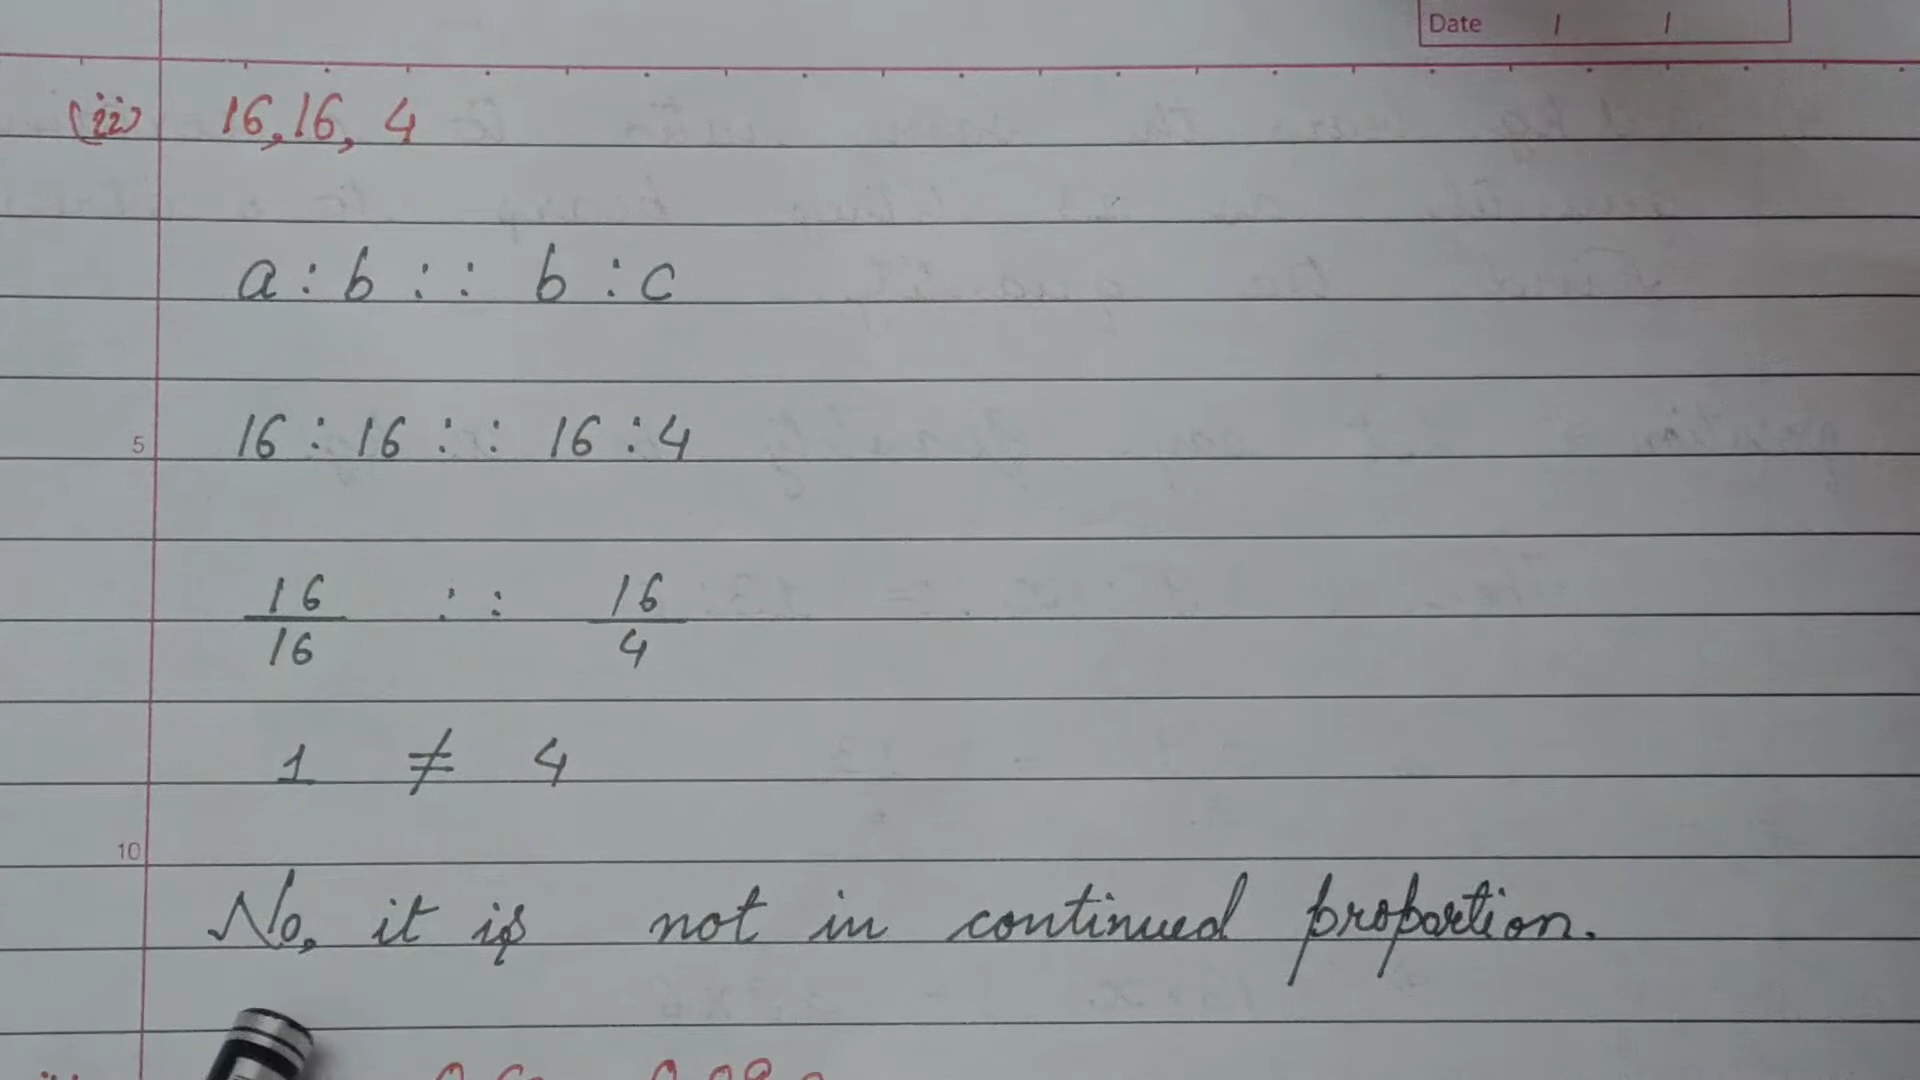 Date / /
(ii) 16, 16, 4
a : b : : b : c
5 16 : 16 : : 16 : 4
16 : : 16
16 4
1 ≠ 4
10
No, it is not in continued proportion.